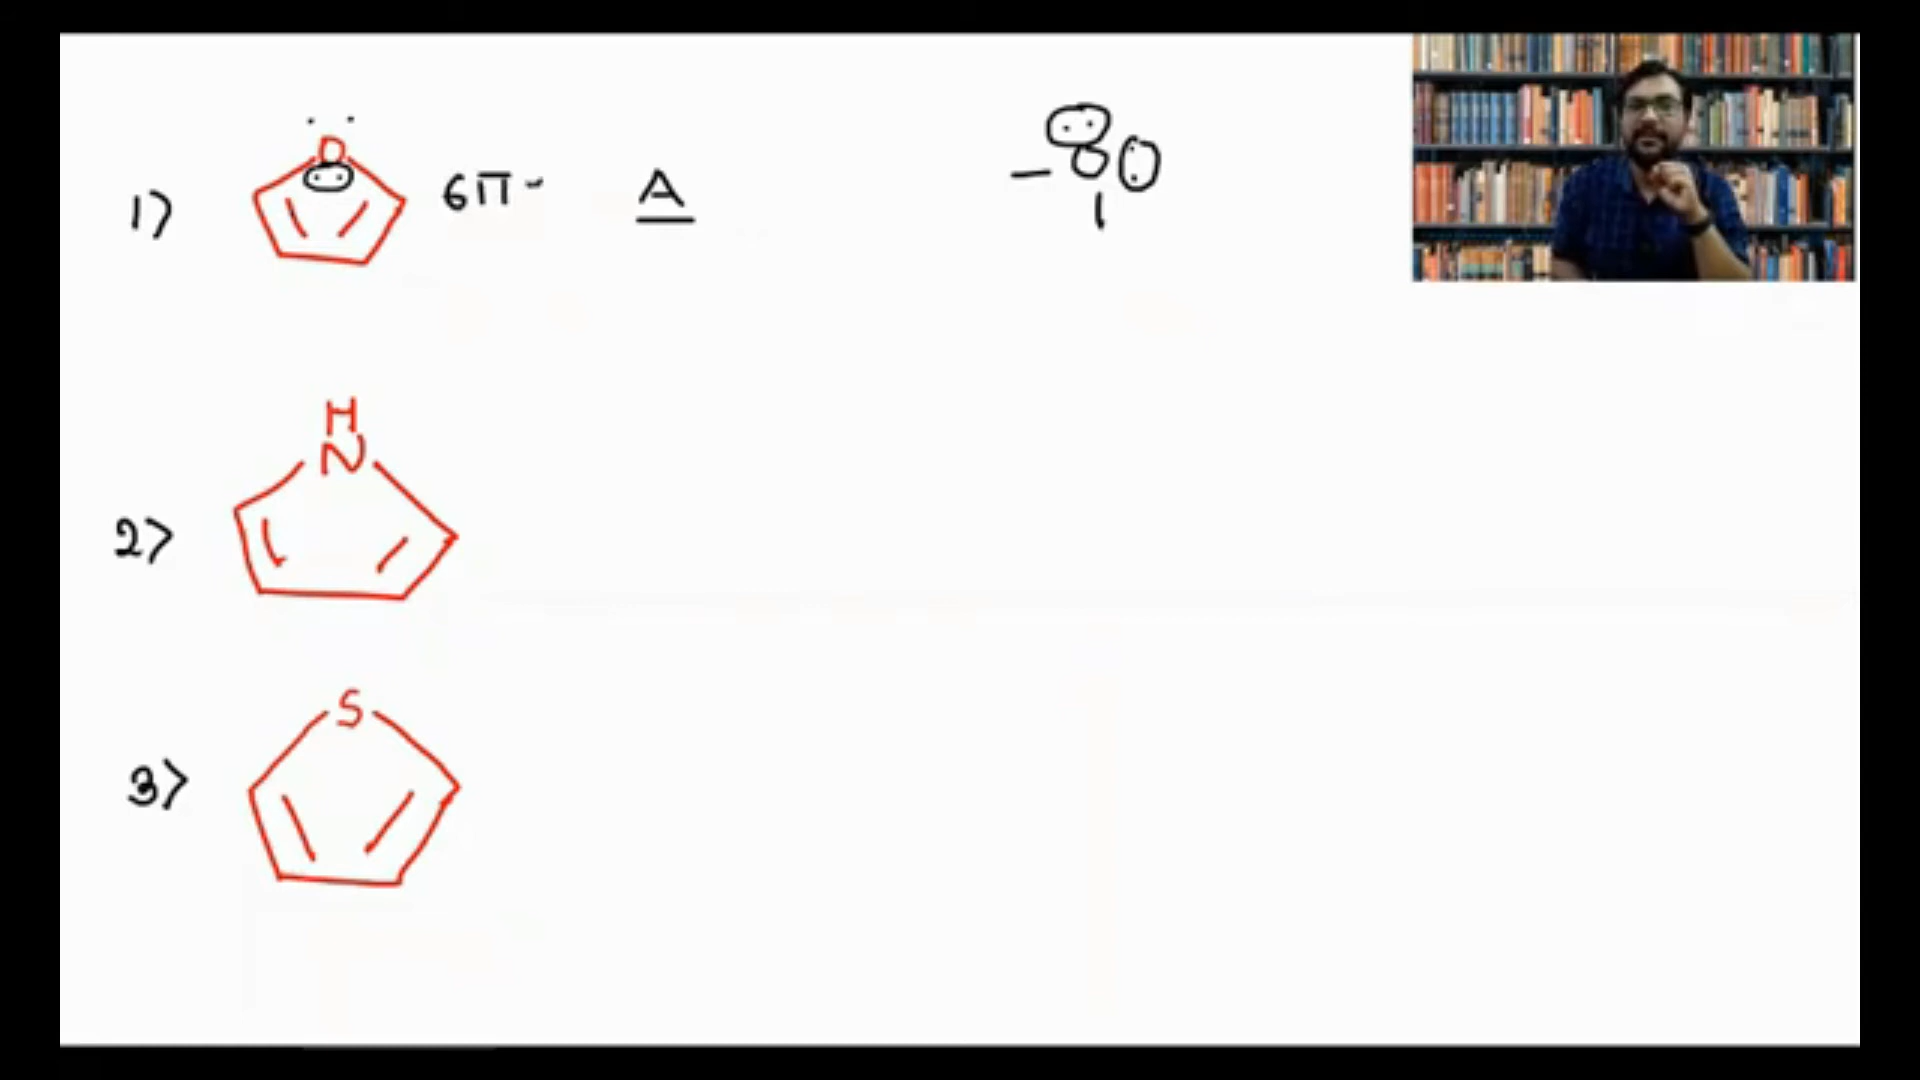 1) O 6π- A
- O
2) H
N
3) S